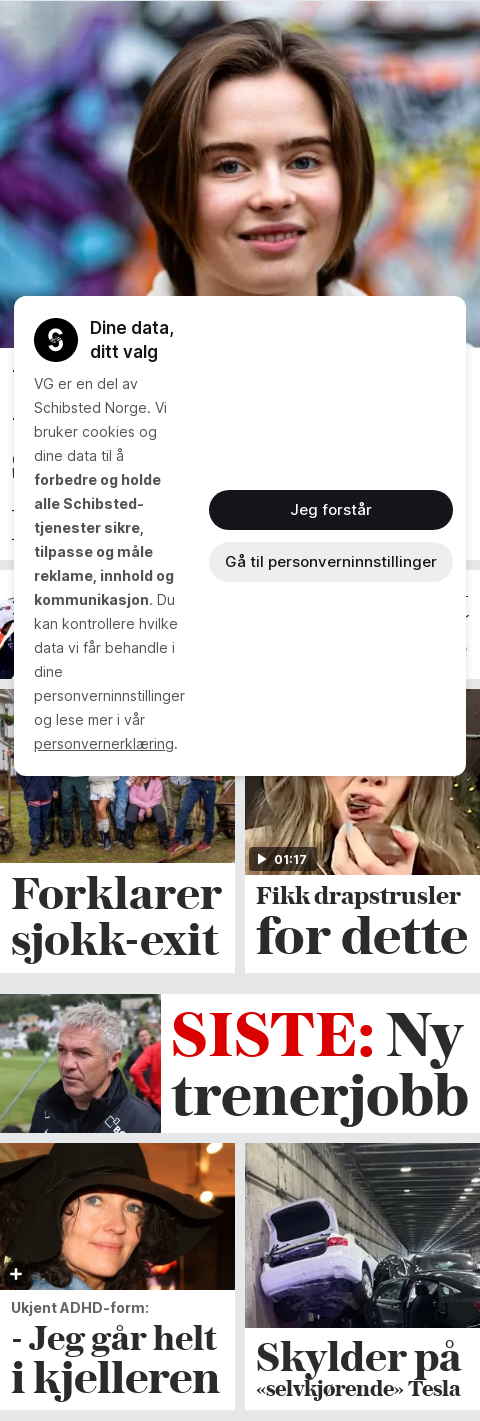 Dine data,
ditt valg
VG er en del av
Schibsted Norge. Vi
bruker cookies og
dine data til å
forbedre og holde
alle Schibsted-
tjenester sikre,
tilpasse og måle
reklame, innhold og
kommunikasjon. Du
kan kontrollere hvilke
data vi får behandle i
dine
personverninnstillinger
og lese mer i vår
personvernerklæring.
Jeg forstår
Gå til personverninnstillinger
Forklarer
sjokk-exit
01:17
Fikk drapstrusler
for dette
SISTE: Ny
trenerjobb
Ukjent ADHD-form:
- Jeg går helt
i kjelleren
Skylder på
«selvkjørende» Tesla